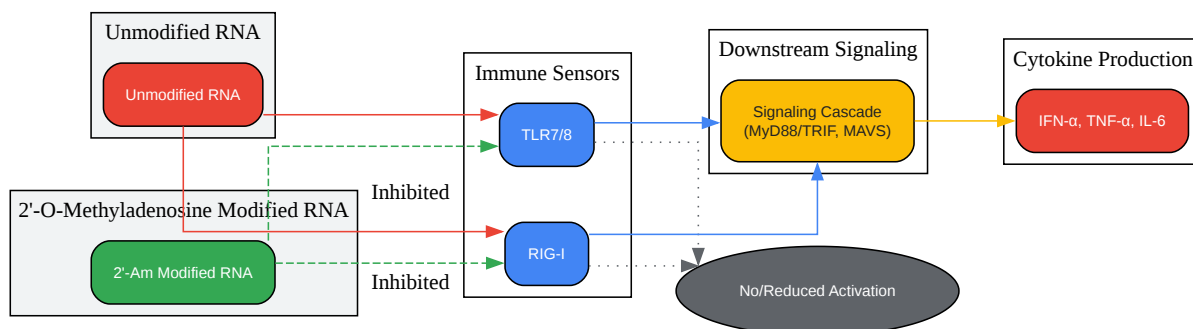 Unmodified RNA
Unmodified RNA
2'-O-Methyladenosine Modified RNA
2'-Am Modified RNA
Inhibited
Inhibited
Immune Sensors
TLR7/8
RIG-I
Downstream Signaling
Signaling Cascade
(MyD88/TRIF, MAVS)
No/Reduced Activation
Cytokine Production
IFN-α, TNF-α, IL-6